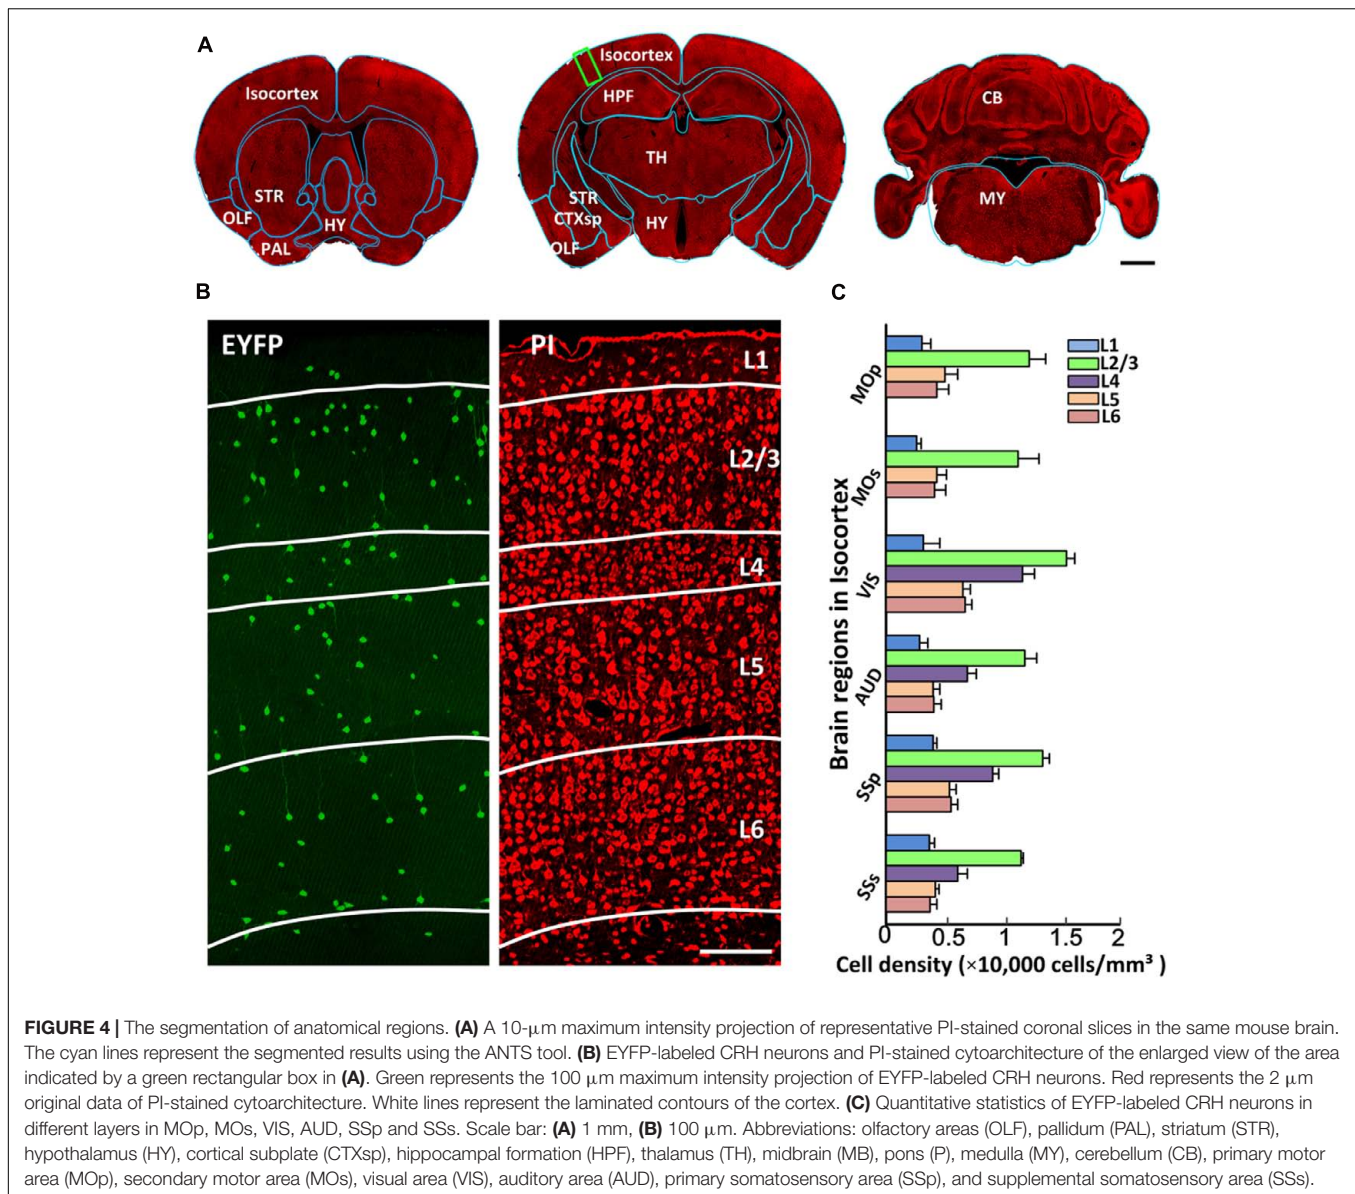 A
Isocortex
STR
OLF
HY
PAL
Isocortex
HPF
TH
STR
CTXsp
HY
OLF
CB
MY
B
EYFP
PI
L1
L2/3
L4
L5
L6
C
Brain regions in Isocortex
MOp
MOs
VIS
AUD
SSp
SSs
L1
L2/3
L4
L5
L6
0 0.5 1 1.5 2
Cell density (×10,000 cells/mm³ )
FIGURE 4 | The segmentation of anatomical regions. (A) A 10-μm maximum intensity projection of representative PI-stained coronal slices in the same mouse brain.
The cyan lines represent the segmented results using the ANTS tool. (B) EYFP-labeled CRH neurons and PI-stained cytoarchitecture of the enlarged view of the area
indicated by a green rectangular box in (A). Green represents the 100 μm maximum intensity projection of EYFP-labeled CRH neurons. Red represents the 2 μm
original data of PI-stained cytoarchitecture. White lines represent the laminated contours of the cortex. (C) Quantitative statistics of EYFP-labeled CRH neurons in
different layers in MOp, MOs, VIS, AUD, SSp and SSs. Scale bar: (A) 1 mm, (B) 100 μm. Abbreviations: olfactory areas (OLF), pallidum (PAL), striatum (STR),
hypothalamus (HY), cortical subplate (CTXsp), hippocampal formation (HPF), thalamus (TH), midbrain (MB), pons (P), medulla (MY), cerebellum (CB), primary motor
area (MOp), secondary motor area (MOs), visual area (VIS), auditory area (AUD), primary somatosensory area (SSp), and supplemental somatosensory area (SSs).